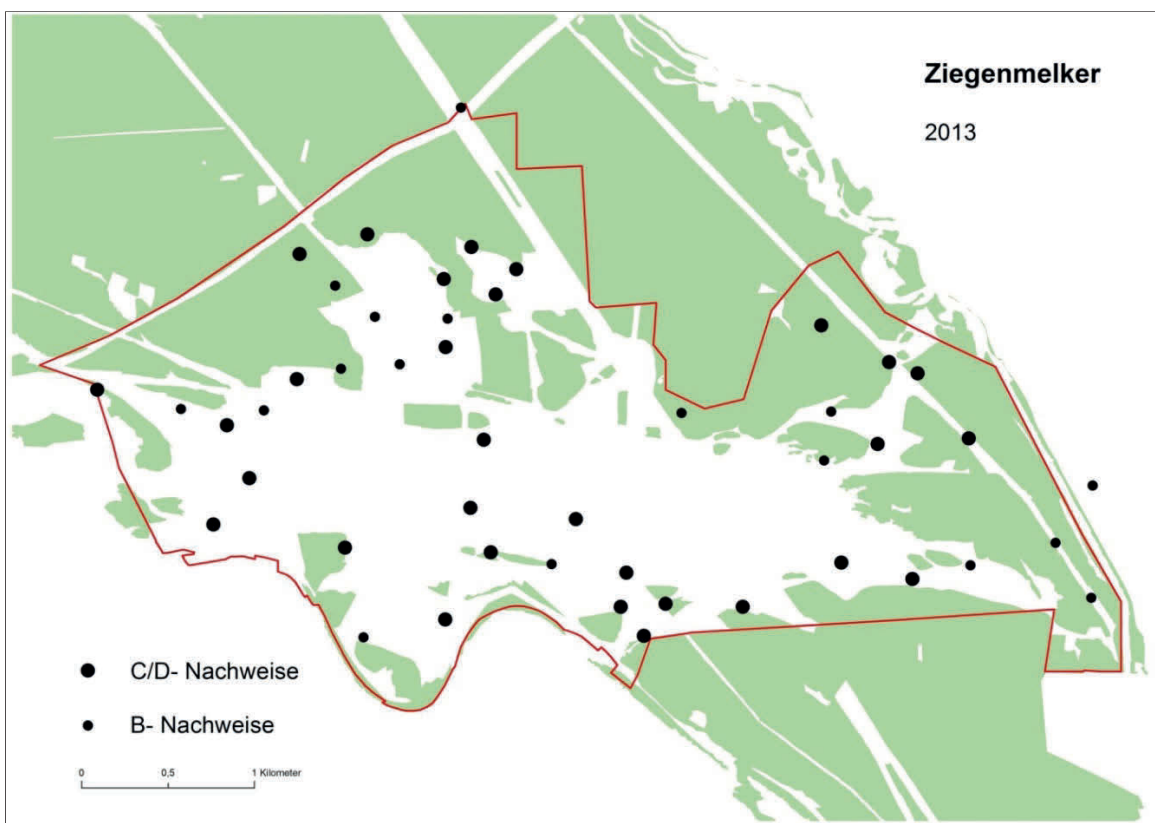 Ziegenmelker
2013
C/D- Nachweise
B- Nachweise
0 0,5 1 Kilometer